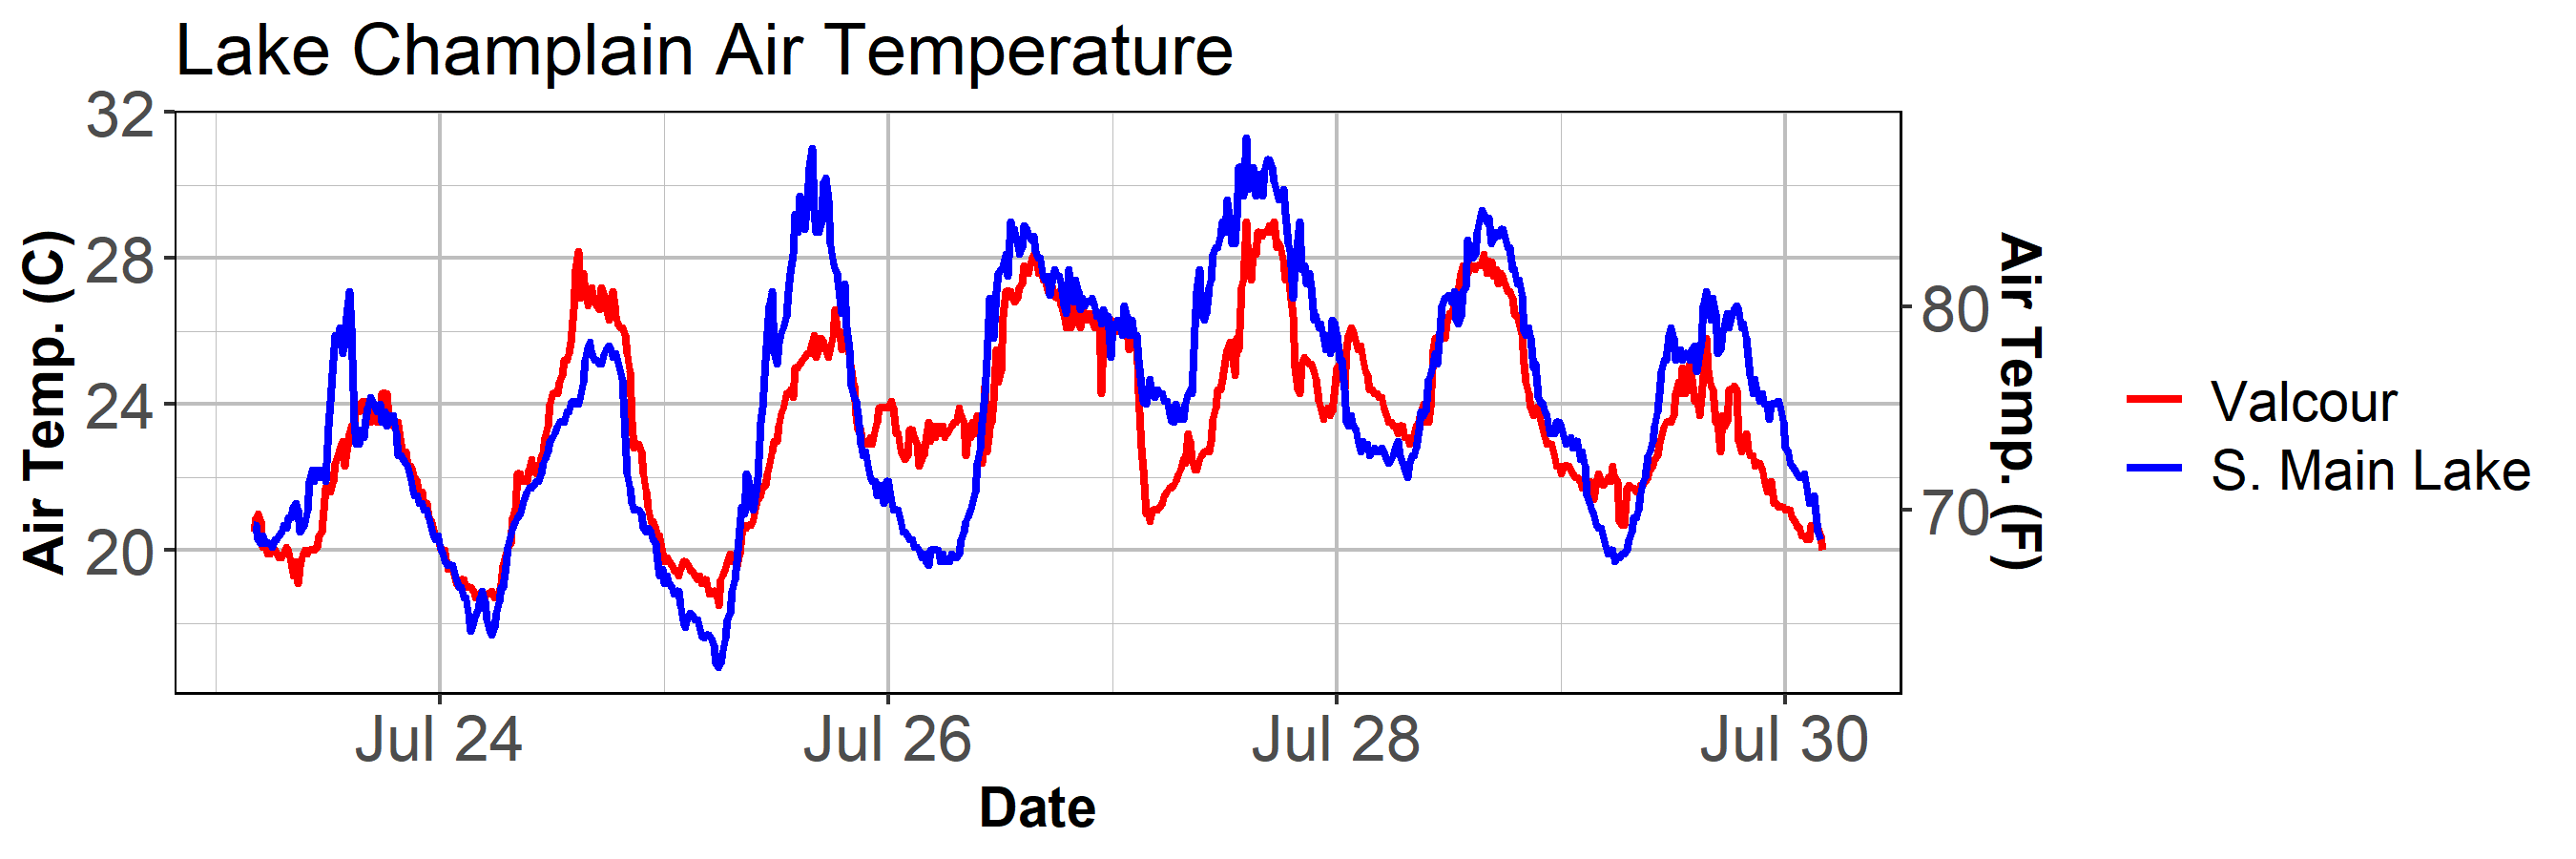 Lake Champlain Air Temperature
32
28
24
20
Air Temp. (C)
80
70
Air Temp. (F)
Jul 24
Jul 26
Jul 28
Jul 30
Date
Valcour
S. Main Lake